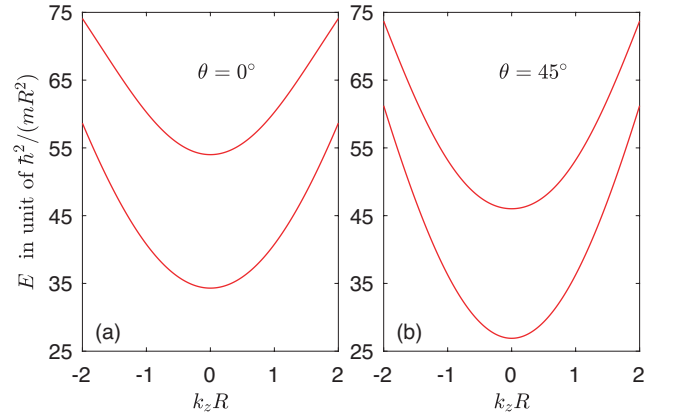 E in unit of ℏ²/(mR²)
75
65
55
45
35
25
θ = 0°
(a)
-2 -1 0 1 2
k_zR
75
65
55
45
35
25
θ = 45°
(b)
-2 -1 0 1 2
k_zR